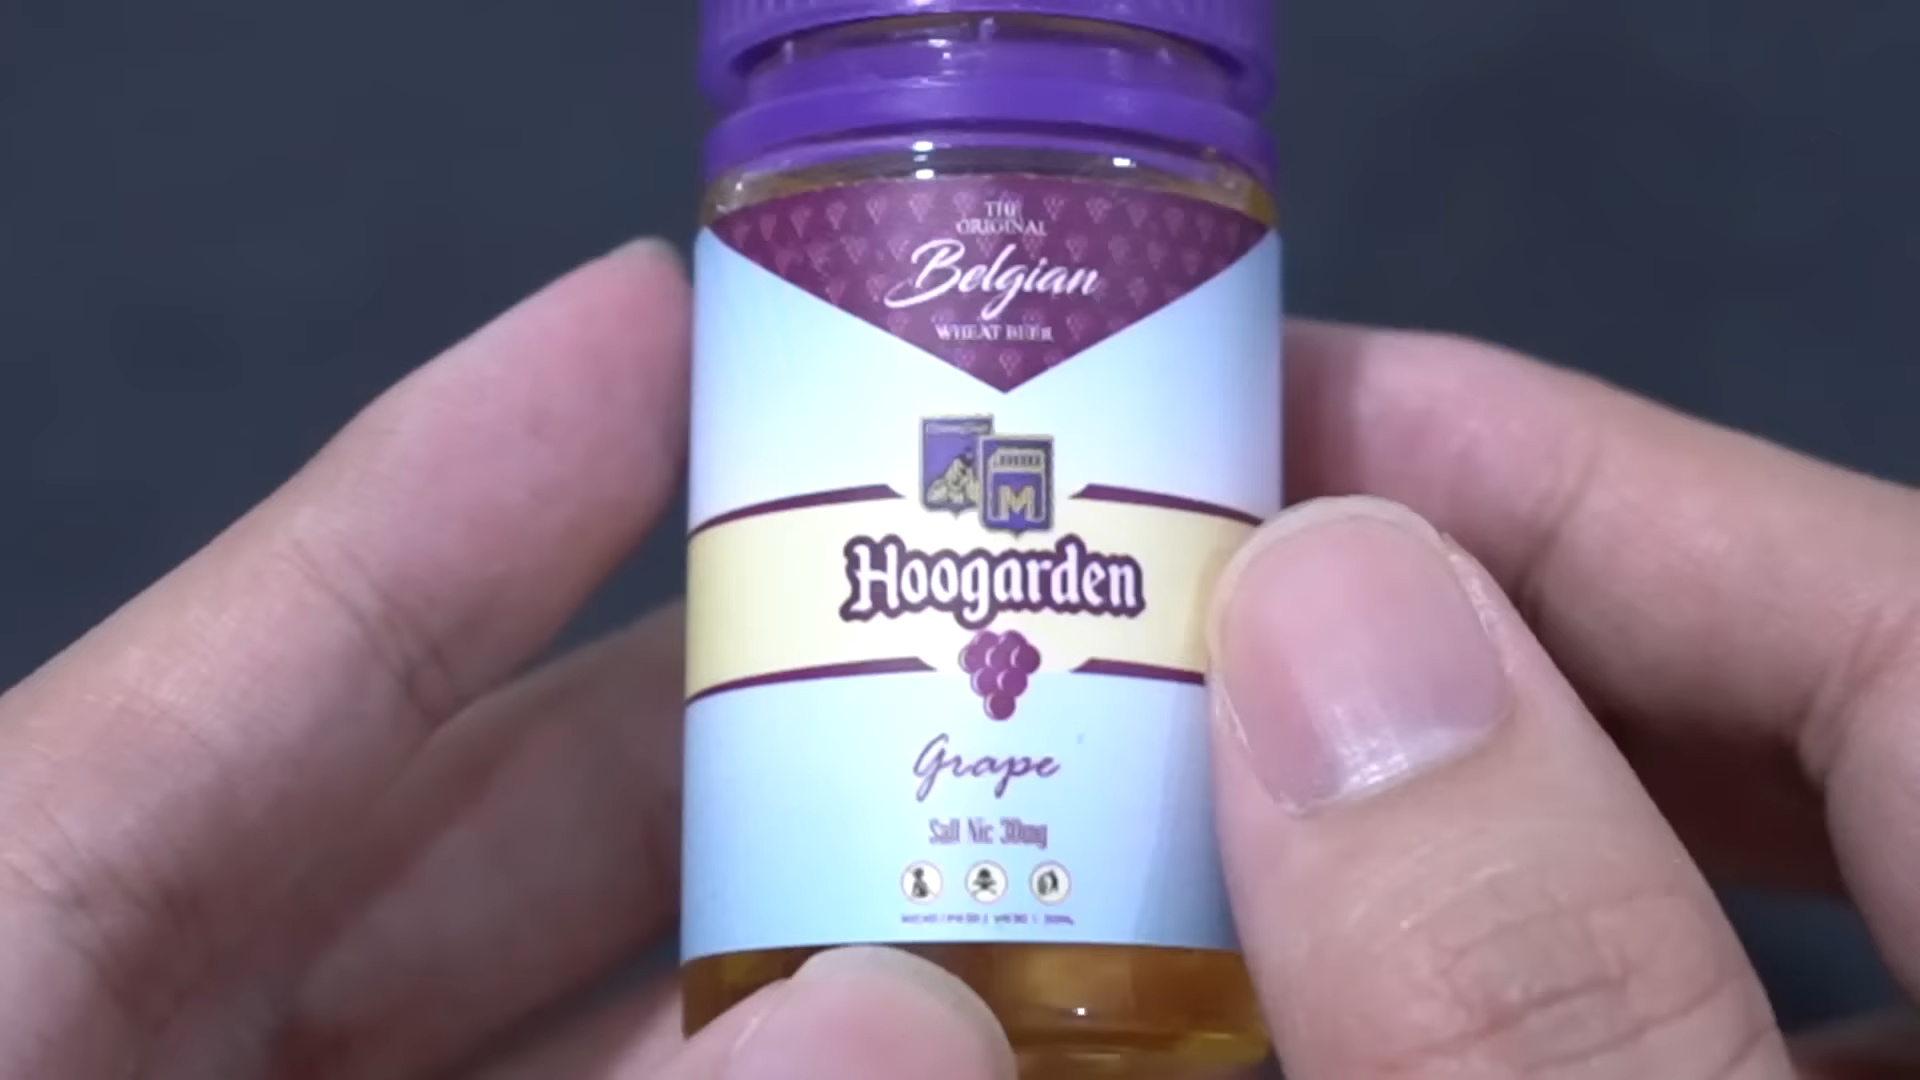 THE
ORIGINAL
Belgian
WHEAT BEER
M
Hoogarden
Grape
Salt Nic 30mg